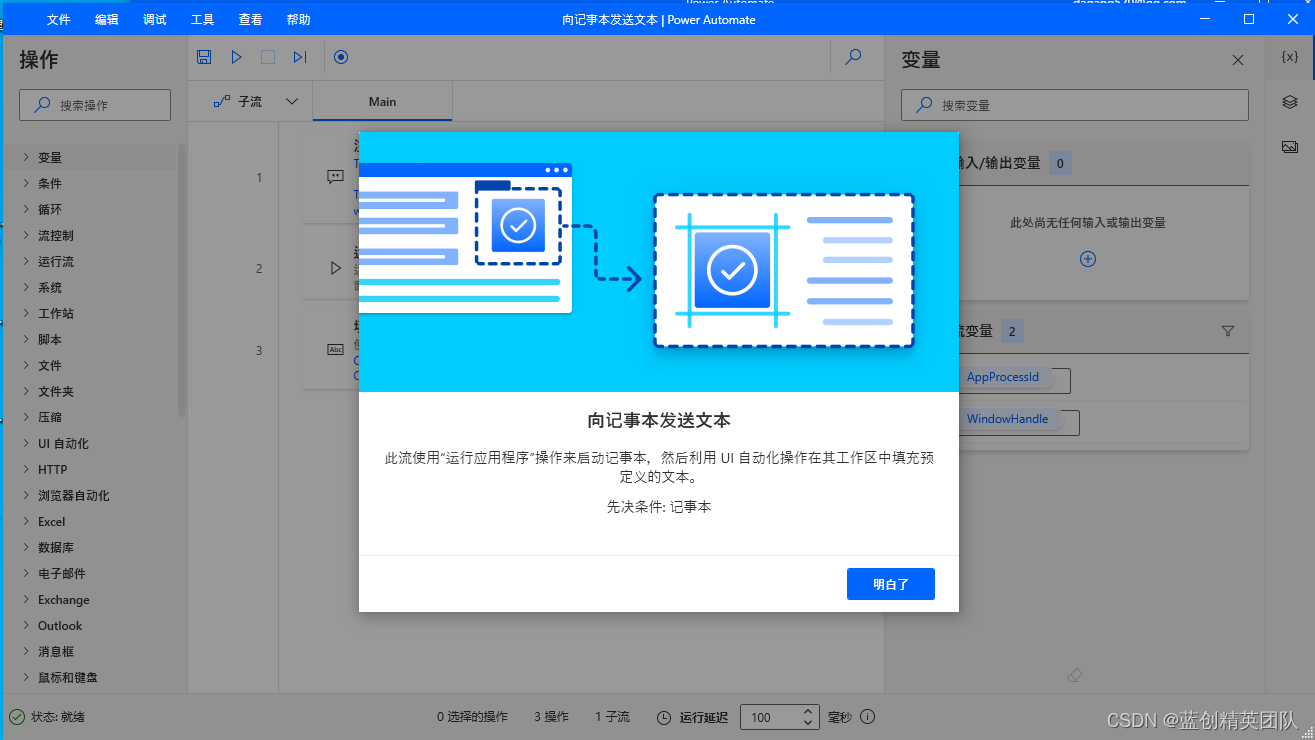 Power Automate
dagang520@qq.com
文件 编辑 调试 工具 查看 帮助
向记事本发送文本 | Power Automate
操作
搜索操作
变量
条件
循环
流控制
运行流
系统
工作站
脚本
文件
文件夹
压缩
UI 自动化
HTTP
浏览器自动化
Excel
数据库
电子邮件
Exchange
Outlook
消息框
鼠标和键盘
子流
Main
1
2
3
Abc
向记事本发送文本
此流使用“运行应用程序”操作来启动记事本，然后利用 UI 自动化操作在其工作区中填充预
定义的文本。
先决条件: 记事本
明白了
变量
{x}
搜索变量
输入/输出变量 0
此处尚无任何输入或输出变量
流变量 2
AppProcessId
WindowHandle
状态: 就绪
0 选择的操作 3 操作 1 子流 运行延迟 100 毫秒
CSDN @蓝创精英团队